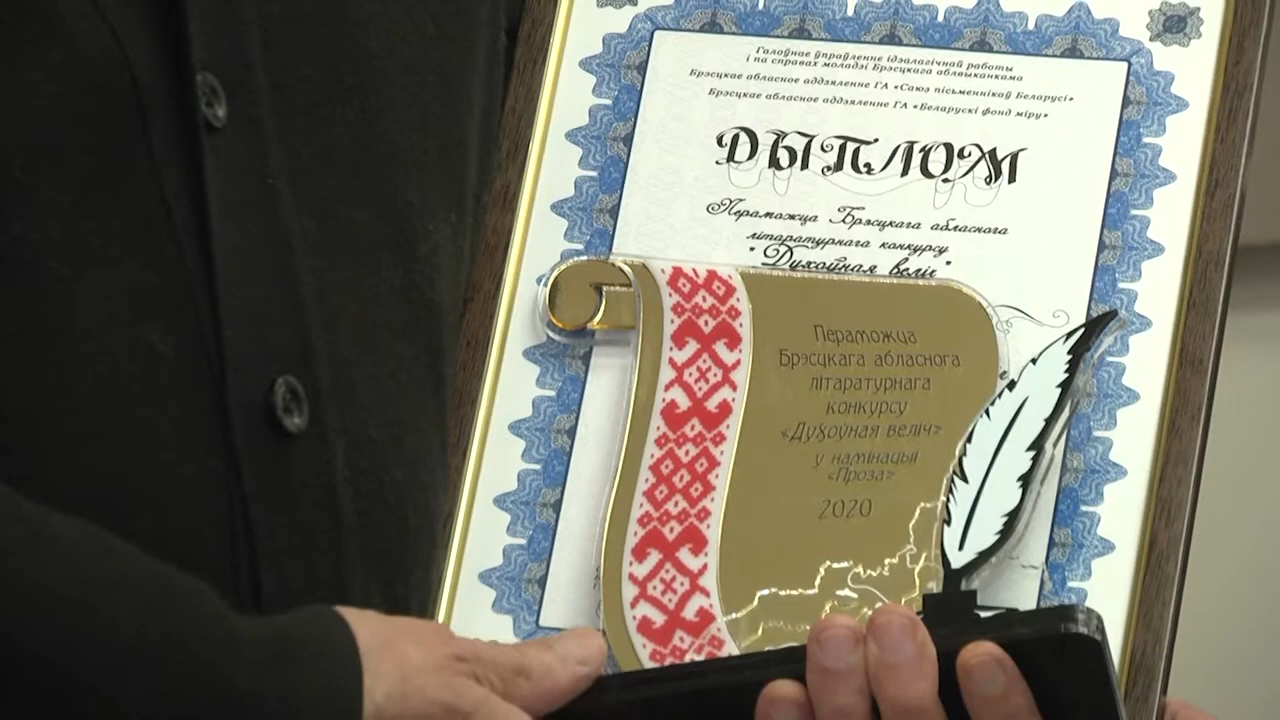 Галоўнае ўпраўленне ідэалагічнай работы
і па справах моладзі Брэсцкага аблвыканкама
Брэсцкае абласное аддзяленне ГА «Саюз пісьменнікаў Беларусі»
Брэсцкае абласное аддзяленне ГА «Беларускі фонд міру»
ДЫПЛОМ
Пераможца Брэсцкага абласнога
літаратурнага конкурсу
"Духоўная веліч"
Пераможца
Брэсцкага абласнога
літаратурнага
конкурсу
«Духоўная веліч»
у намінацыі
«Проза»
2020